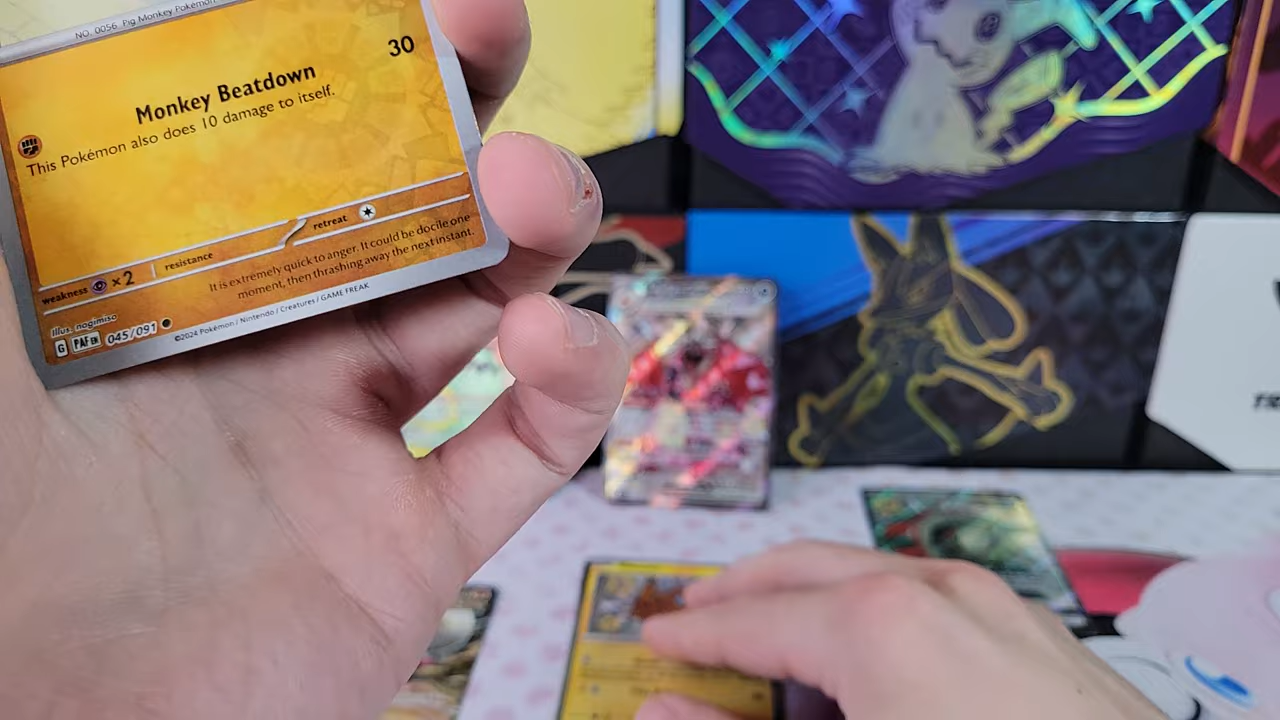 NO. 0056 Pig Monkey Pokémon
Monkey Beatdown 30
This Pokémon also does 10 damage to itself.
weakness ×2 resistance retreat
It is extremely quick to anger. It could be docile one
moment, then thrashing away the next instant.
Illus. nogimiso
G PAF EN 045/091
©2024 Pokémon / Nintendo / Creatures / GAME FREAK